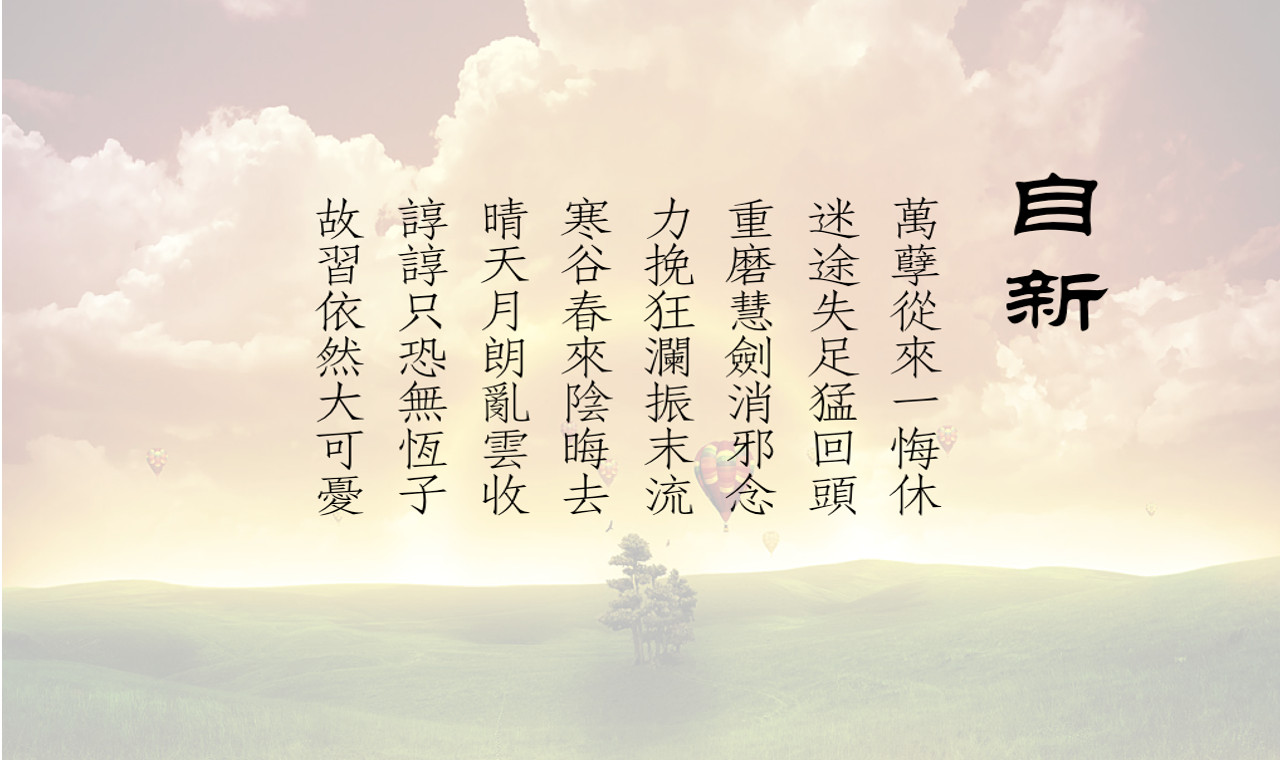 自新
萬孽從來一悔休
迷途失足猛回頭
重磨慧劍消邪念
力挽狂瀾振末流
寒谷春來陰晦去
晴天月朗亂雲收
諄諄只恐無恆子
故習依然大可憂